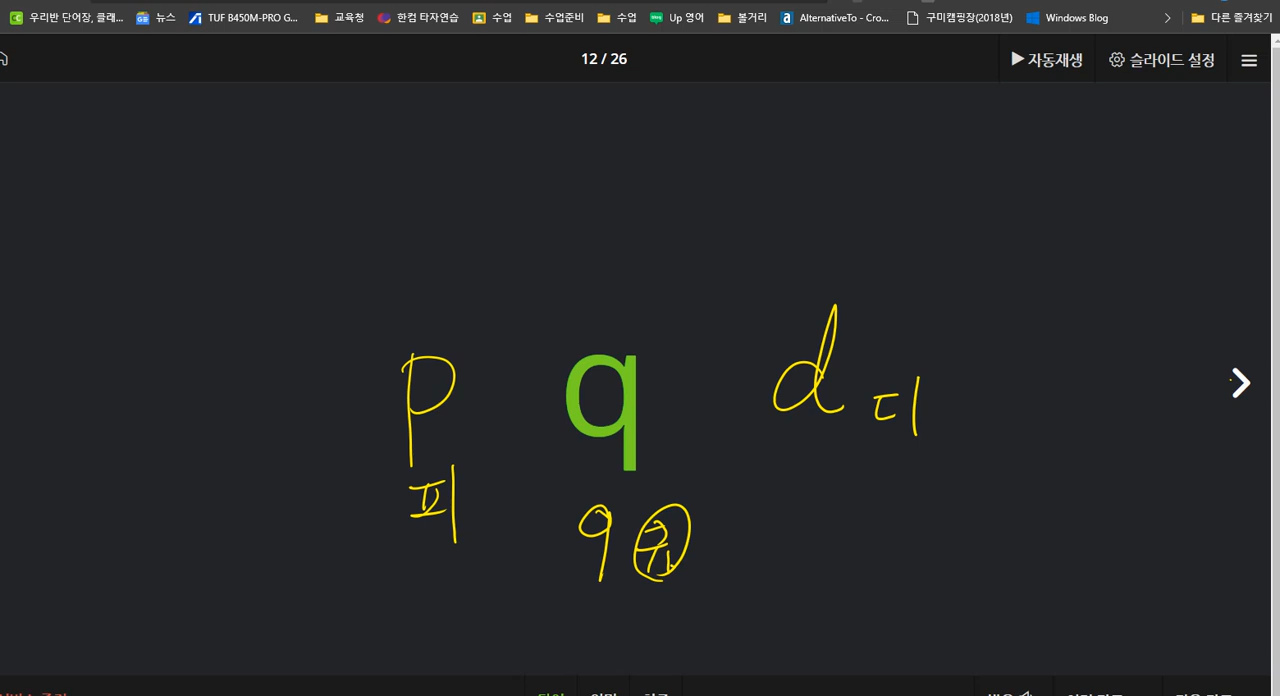 우리반 단어장, 클래... 뉴스 TUF B450M-PRO G... 교육청 한컴 타자연습 수업 수업준비 수업 Up 영어 볼거리 AlternativeTo - Cro... 구미캠핑장(2018년) Windows Blog 다른 즐겨찾기
12 / 26 자동재생 슬라이드 설정
p q d 디
피
9